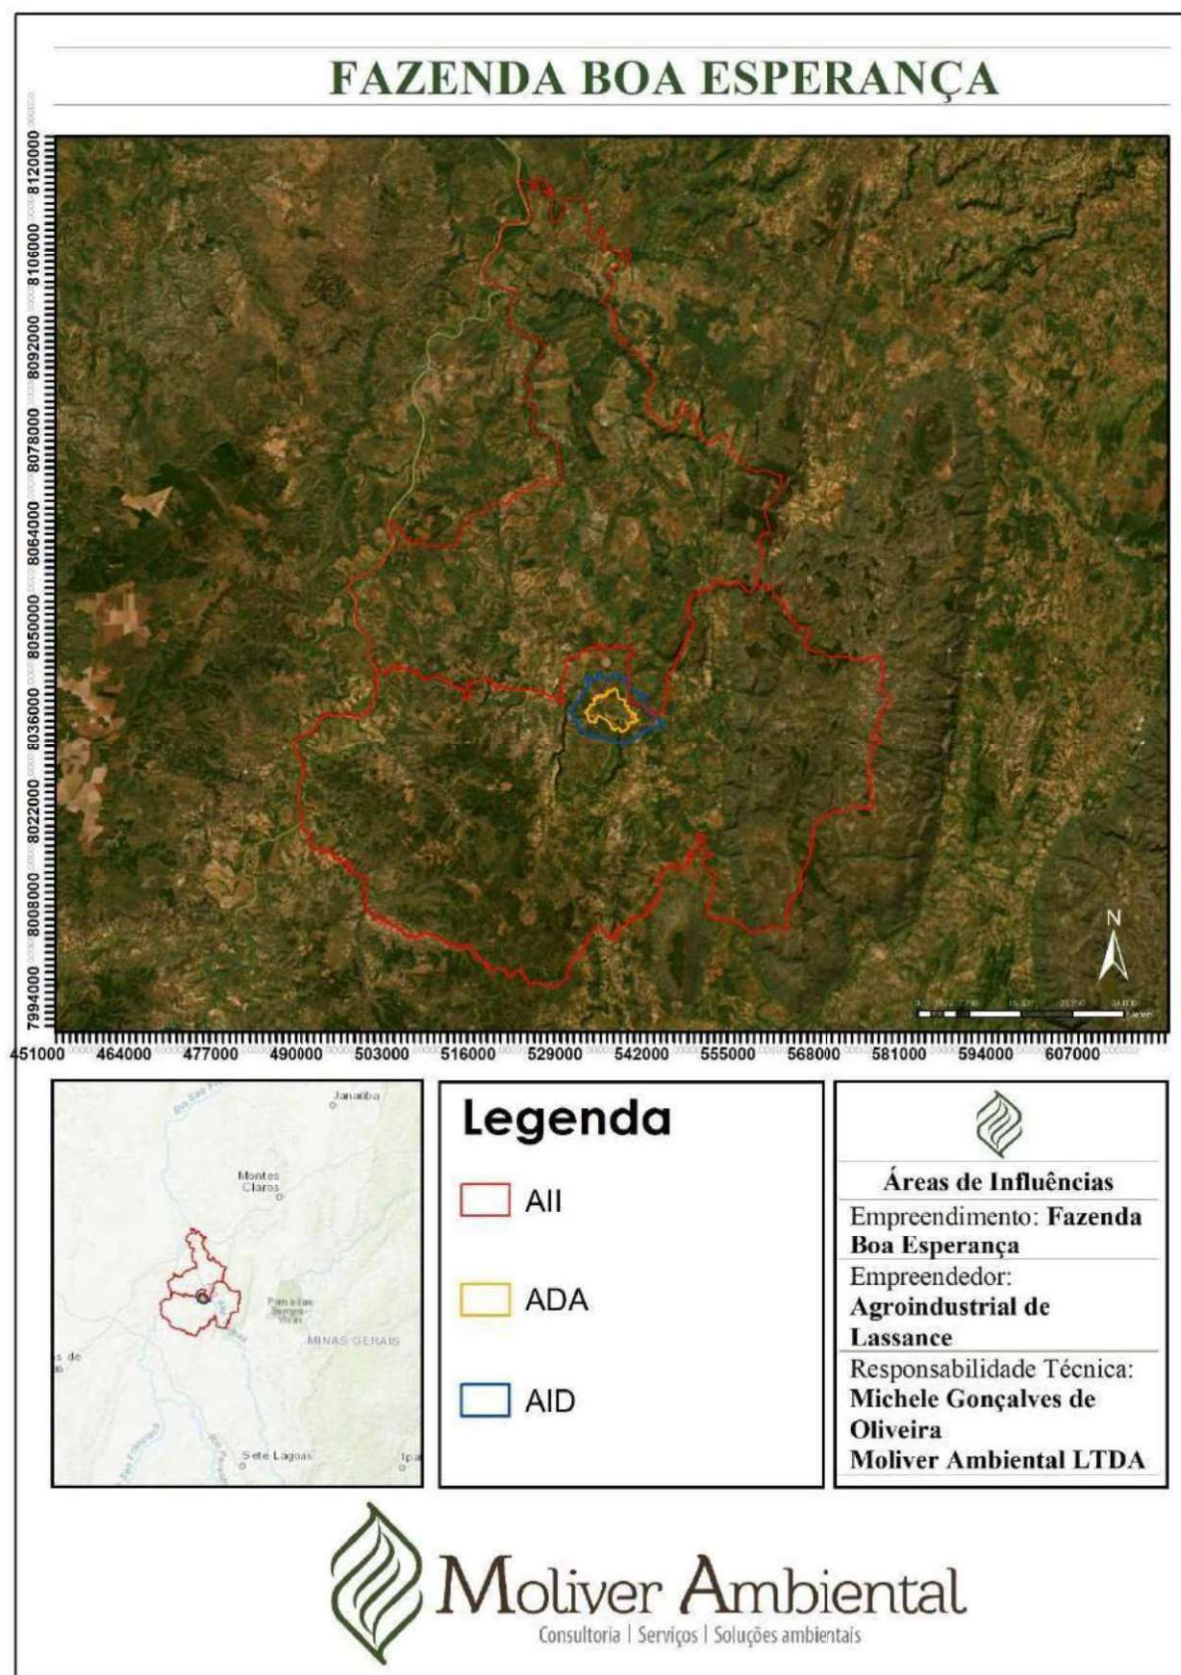 FAZENDA BOA ESPERANÇA
8120000
8106000
8092000
8078000
8064000
8050000
8036000
8022000
8008000
7994000
N
451000 464000 477000 490000 503000 516000 529000 542000 555000 568000 581000 594000 607000
Janaúba
Montes
Claros
MINAS GERAIS
Sete Lagoas
Ipa
Legenda
AII
ADA
AID
Áreas de Influências
Empreendimento: Fazenda
Boa Esperança
Empreendedor:
Agroindustrial de
Lassance
Responsabilidade Técnica:
Michele Gonçalves de
Oliveira
Moliver Ambiental LTDA
Moliver Ambiental
Consultoria | Serviços | Soluções ambientais